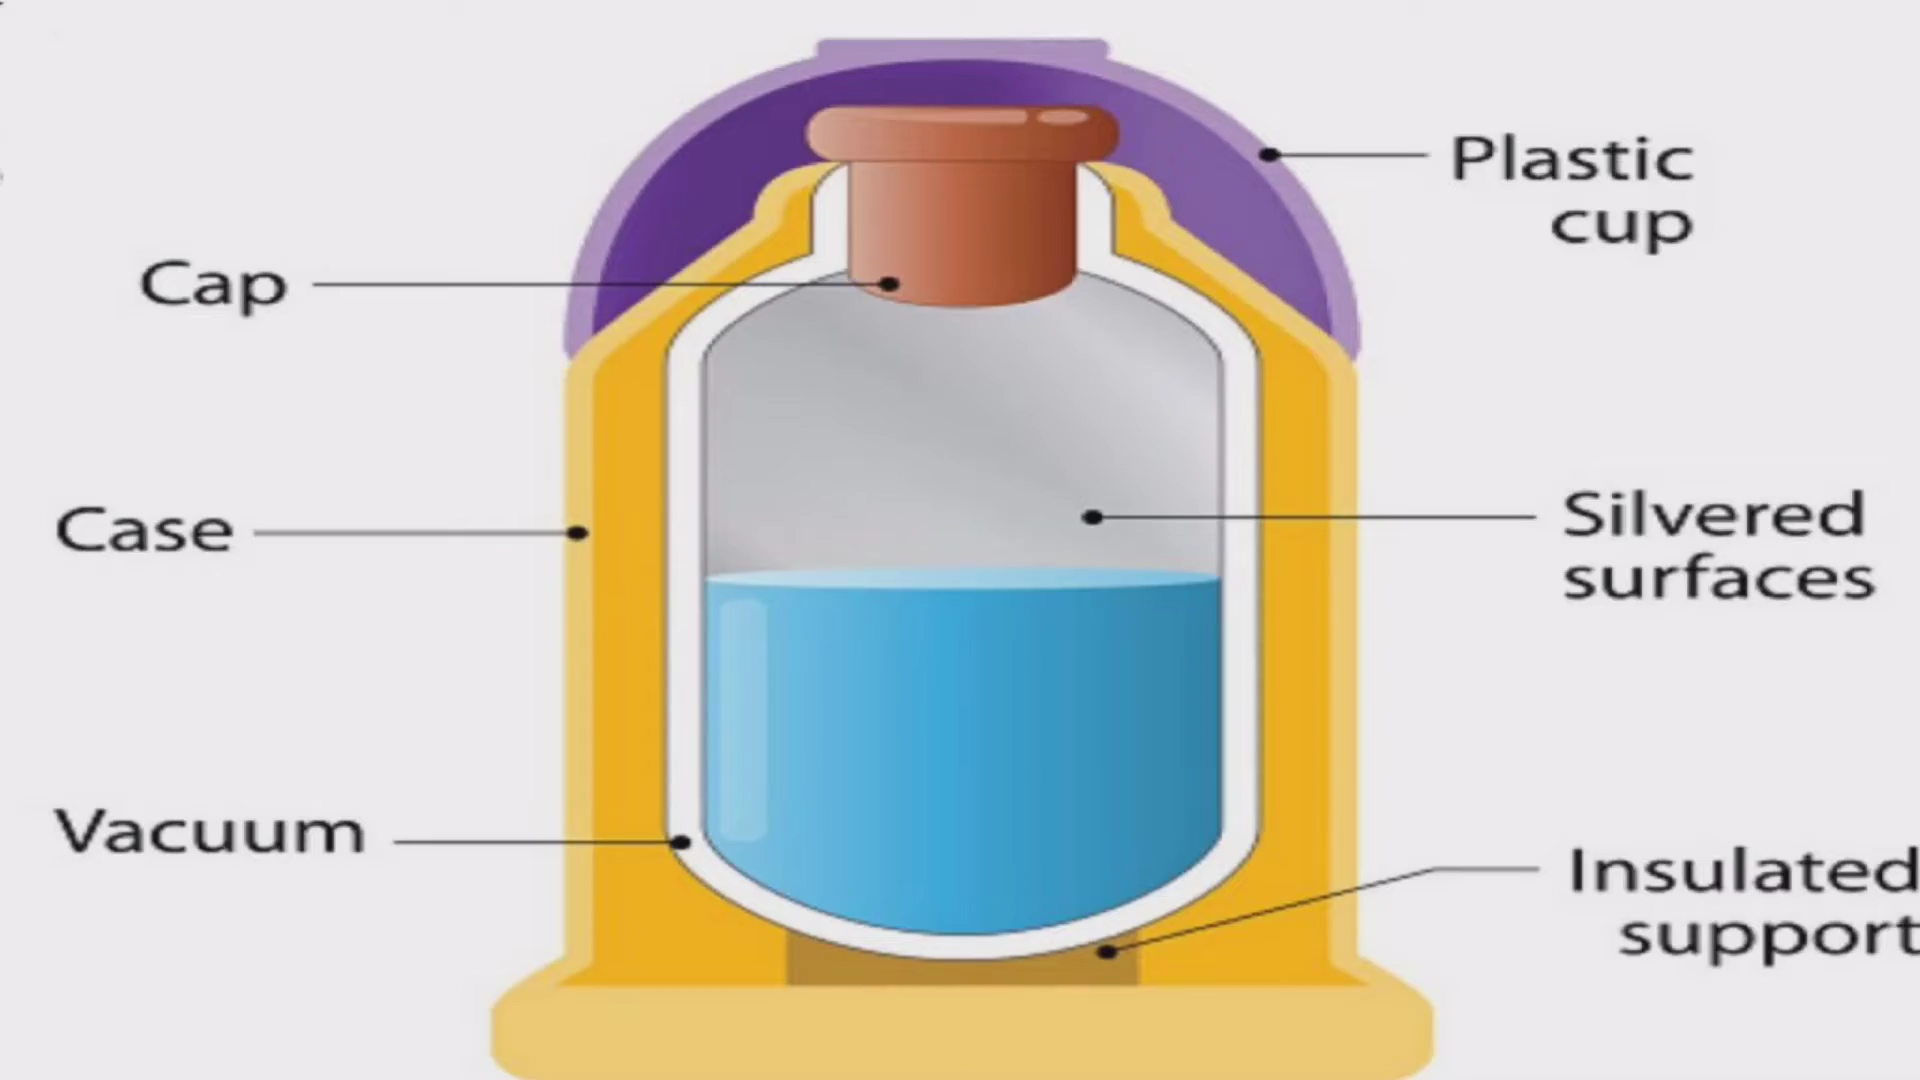 Plastic
cup
Cap
Silvered
surfaces
Case
Vacuum
Insulated
support